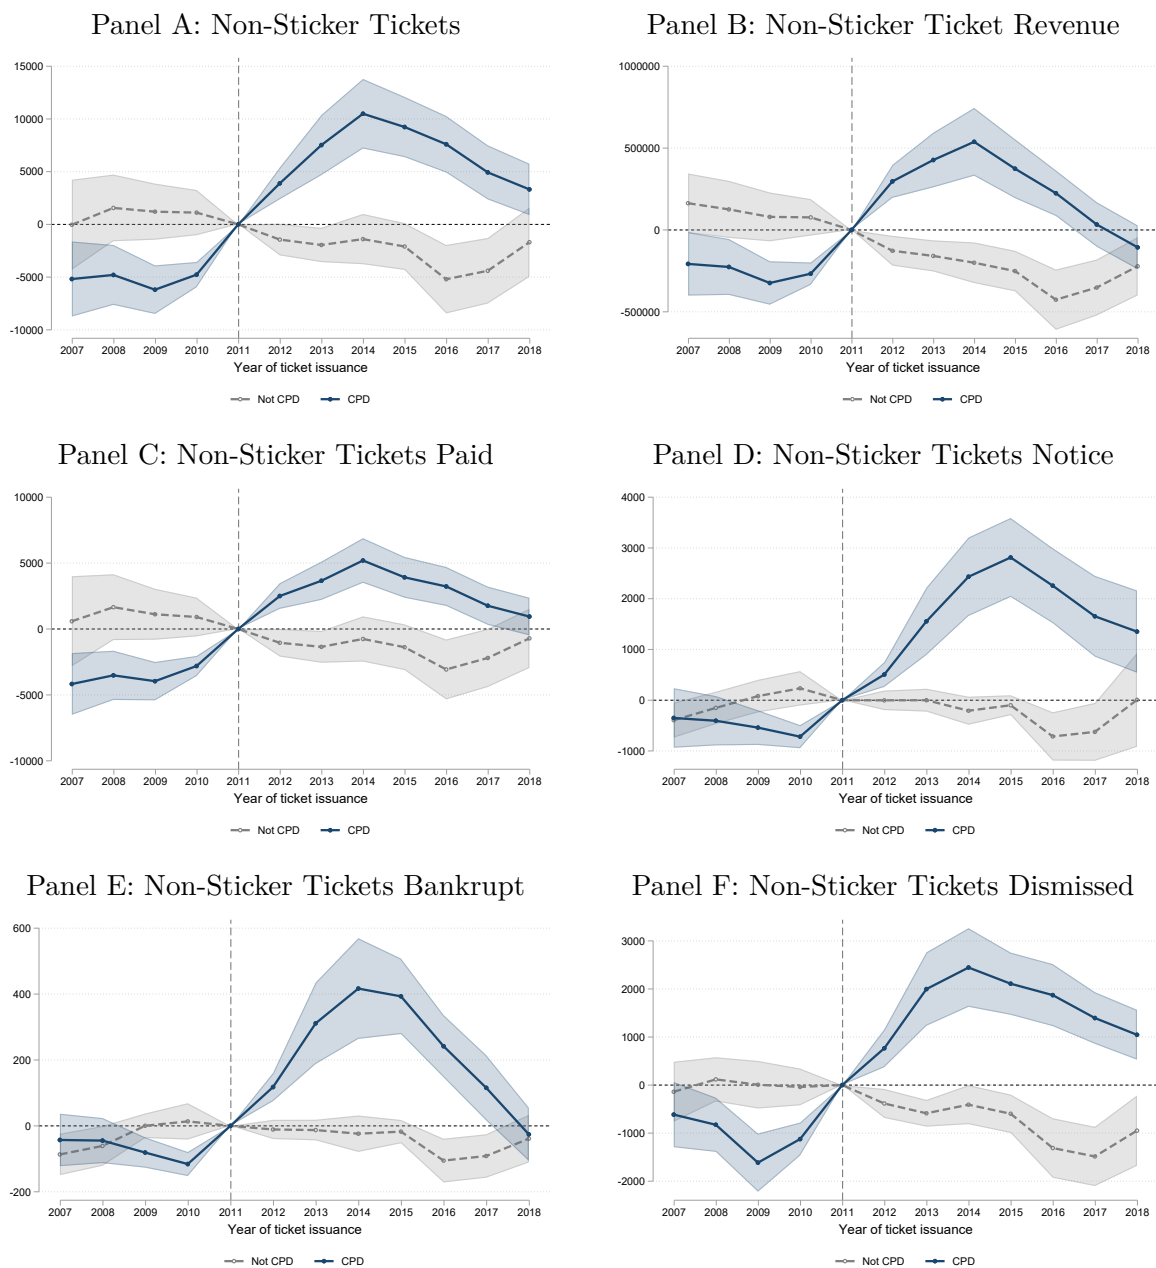 Panel A: Non-Sticker Tickets
15000
10000
5000
0
-5000
-10000
2007 2008 2009 2010 2011 2012 2013 2014 2015 2016 2017 2018
Year of ticket issuance
Not CPD CPD
Panel B: Non-Sticker Ticket Revenue
1000000
500000
0
-500000
2007 2008 2009 2010 2011 2012 2013 2014 2015 2016 2017 2018
Year of ticket issuance
Not CPD CPD
Panel C: Non-Sticker Tickets Paid
10000
5000
0
-5000
-10000
2007 2008 2009 2010 2011 2012 2013 2014 2015 2016 2017 2018
Year of ticket issuance
Not CPD CPD
Panel D: Non-Sticker Tickets Notice
4000
3000
2000
1000
0
-1000
2007 2008 2009 2010 2011 2012 2013 2014 2015 2016 2017 2018
Year of ticket issuance
Not CPD CPD
Panel E: Non-Sticker Tickets Bankrupt
600
400
200
0
-200
2007 2008 2009 2010 2011 2012 2013 2014 2015 2016 2017 2018
Year of ticket issuance
Not CPD CPD
Panel F: Non-Sticker Tickets Dismissed
3000
2000
1000
0
-1000
-2000
2007 2008 2009 2010 2011 2012 2013 2014 2015 2016 2017 2018
Year of ticket issuance
Not CPD CPD